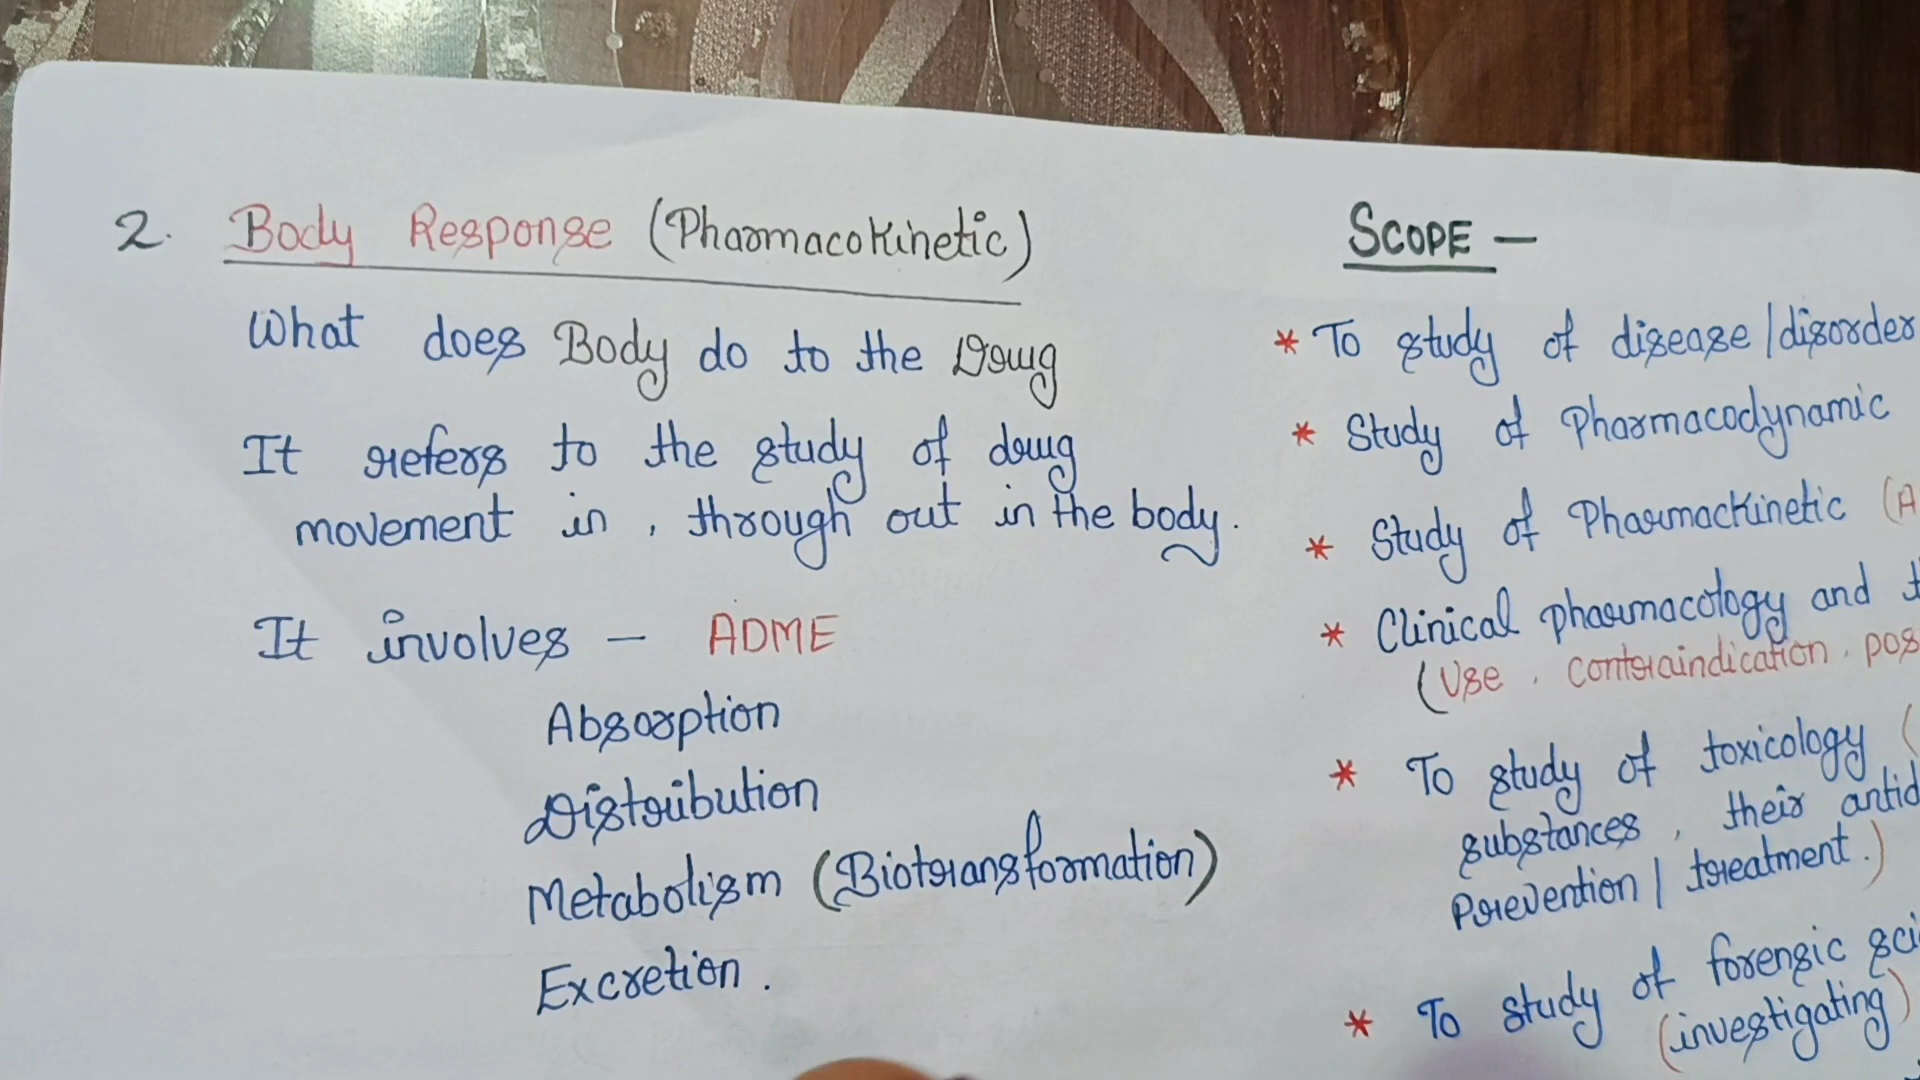 2. Body Response (Pharmacokinetic)
What does Body do to the Drug
It refers to the study of drug
movement in, through out in the body.
It involves - ADME
Absorption
Distribution
Metabolism (Biotransformation)
Excretion.
SCOPE -
* To study of disease/disorder
* Study of Pharmacodynamic
* Study of Pharmackinetic (A
* Clinical pharmacology and
(Use, contraindication,
* To study of toxicology (
substances, their
Prevention/treatment.)
* To study of forensic
(investigating)